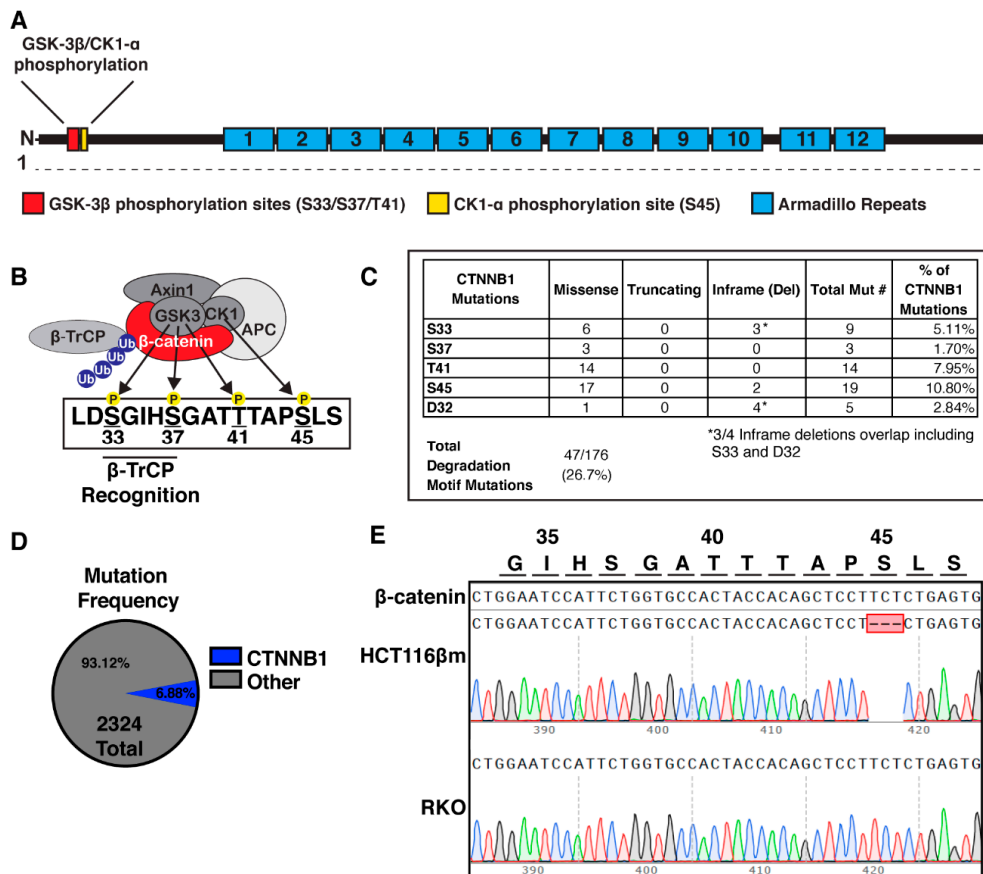 A
GSK-3β/CK1-α
phosphorylation
N-
1
1 2 3 4 5 6 7 8 9 10 11 12
GSK-3β phosphorylation sites (S33/S37/T41)
CK1-α phosphorylation site (S45)
Armadillo Repeats
B
Axin1
GSK3
CK1
APC
β-TrCP
β-catenin
Ub
Ub
Ub
Ub
P P P P
LDSGIHSGATTTAPSLS
33 37 41 45
β-TrCP
Recognition
C
CTNNB1 Mutations | Missense | Truncating | Inframe (Del) | Total Mut # | % of CTNNB1 Mutations
S33 | 6 | 0 | 3* | 9 | 5.11%
S37 | 3 | 0 | 0 | 3 | 1.70%
T41 | 14 | 0 | 0 | 14 | 7.95%
S45 | 17 | 0 | 2 | 19 | 10.80%
D32 | 1 | 0 | 4* | 5 | 2.84%
Total
Degradation
Motif Mutations
47/176
(26.7%)
*3/4 Inframe deletions overlap including
S33 and D32
D
Mutation
Frequency
93.12%
6.88%
2324
Total
CTNNB1
Other
E
35 40 45
G I H S G A T T T A P S L S
β-catenin
CTGGAATCCATTCTGGTGCCACTACCACAGCTCCTTCTCTGAGTG
CTGGAATCCATTCTGGTGCCACTACCACAGCTCCT---CTGAGTG
HCT116βm
390 400 410 420
CTGGAATCCATTCTGGTGCCACTACCACAGCTCCTTCTCTGAGTG
RKO
390 400 410 420